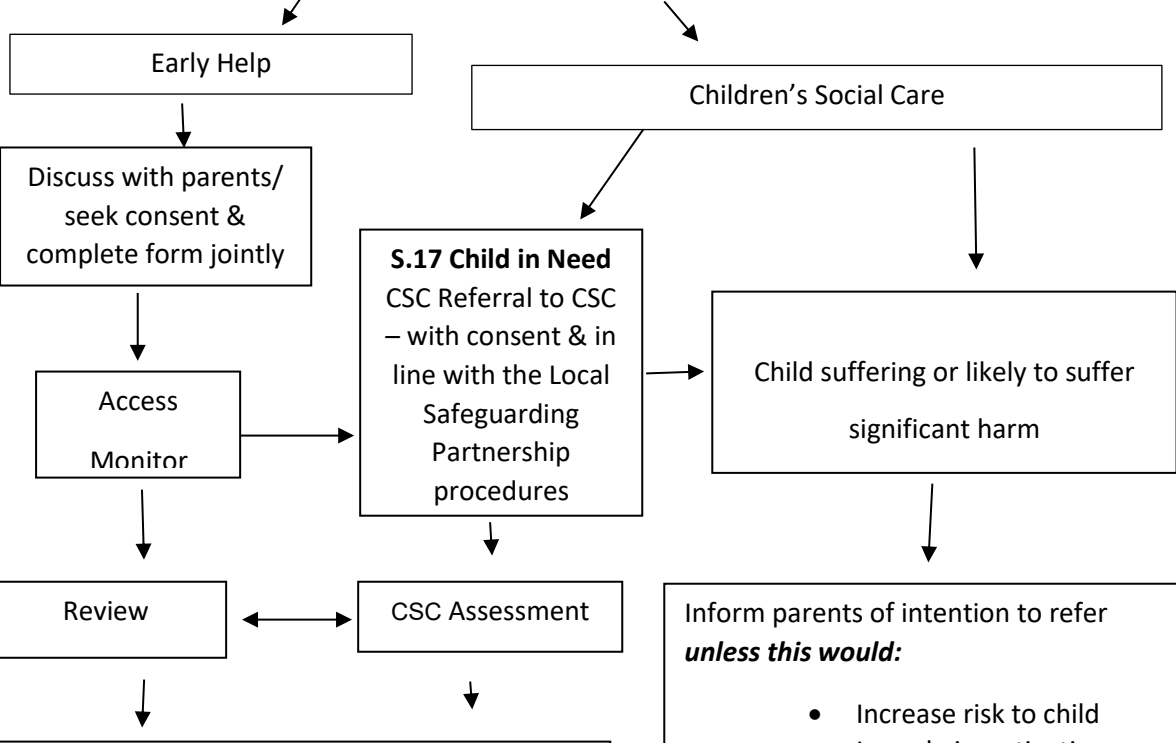 Early Help
Children’s Social Care
Discuss with parents/
seek consent &
complete form jointly
S.17 Child in Need
CSC Referral to CSC
– with consent & in
line with the Local
Safeguarding
Partnership
procedures
Child suffering or likely to suffer
significant harm
Access
Monitor
Review
CSC Assessment
Inform parents of intention to refer
unless this would:
• Increase risk to child